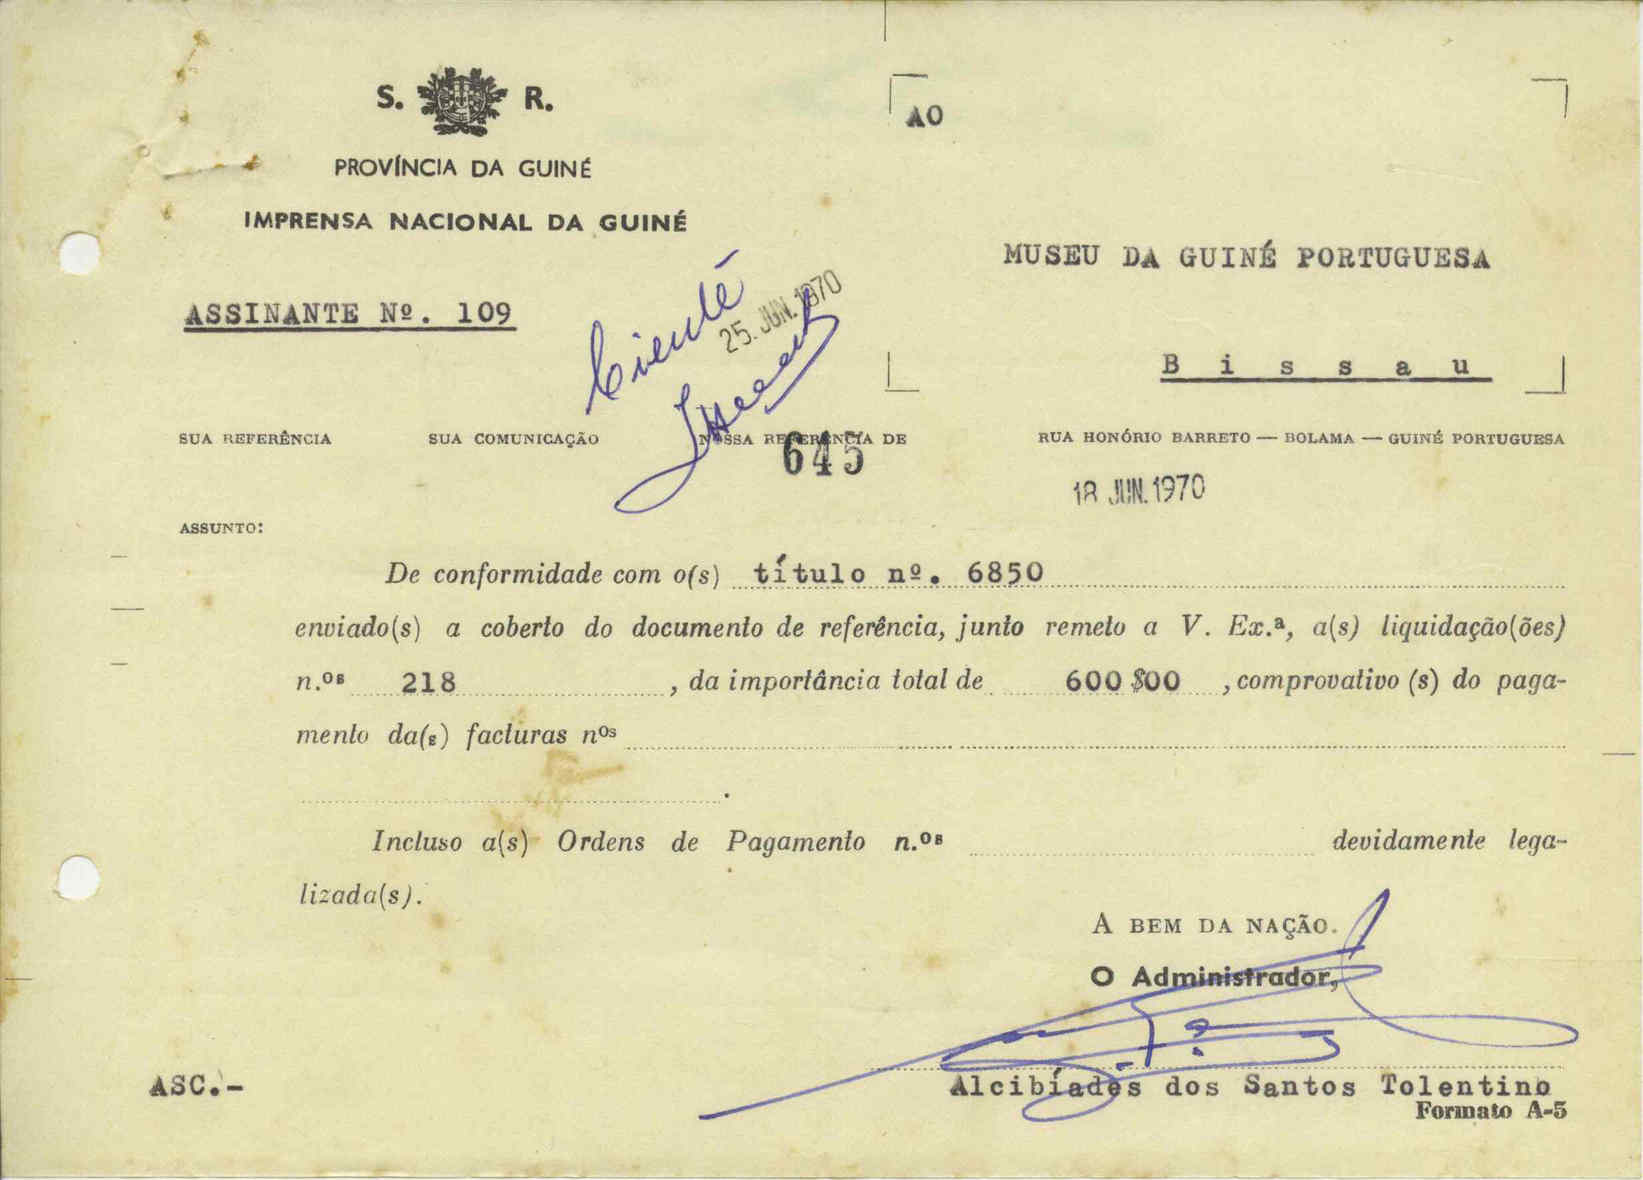 S. R.
PROVÍNCIA DA GUINÉ
IMPRENSA NACIONAL DA GUINÉ
ASSINANTE Nº. 109
AO
MUSEU DA GUINÉ PORTUGUESA
Bissau
Ciente
25. JUN. 1970
SUA REFERÊNCIA SUA COMUNICAÇÃO NOSSA REFERÊNCIA DE RUA HONÓRIO BARRETO — BOLAMA — GUINÉ PORTUGUESA
645
18 JUN. 1970
ASSUNTO:
De conformidade com o(s) título nº. 6850
enviado(s) a coberto do documento de referência, junto remeto a V. Ex.ª, a(s) liquidação(ões)
n.ºˢ 218 , da importância total de 600$00 , comprovativo (s) do paga-
mento da(s) facturas nºˢ
.
Incluso a(s) Ordens de Pagamento n.ºˢ devidamente lega-
lizada(s).
A BEM DA NAÇÃO.
O Administrador,
Alcibíades dos Santos Tolentino
ASC.-
Formato A-5